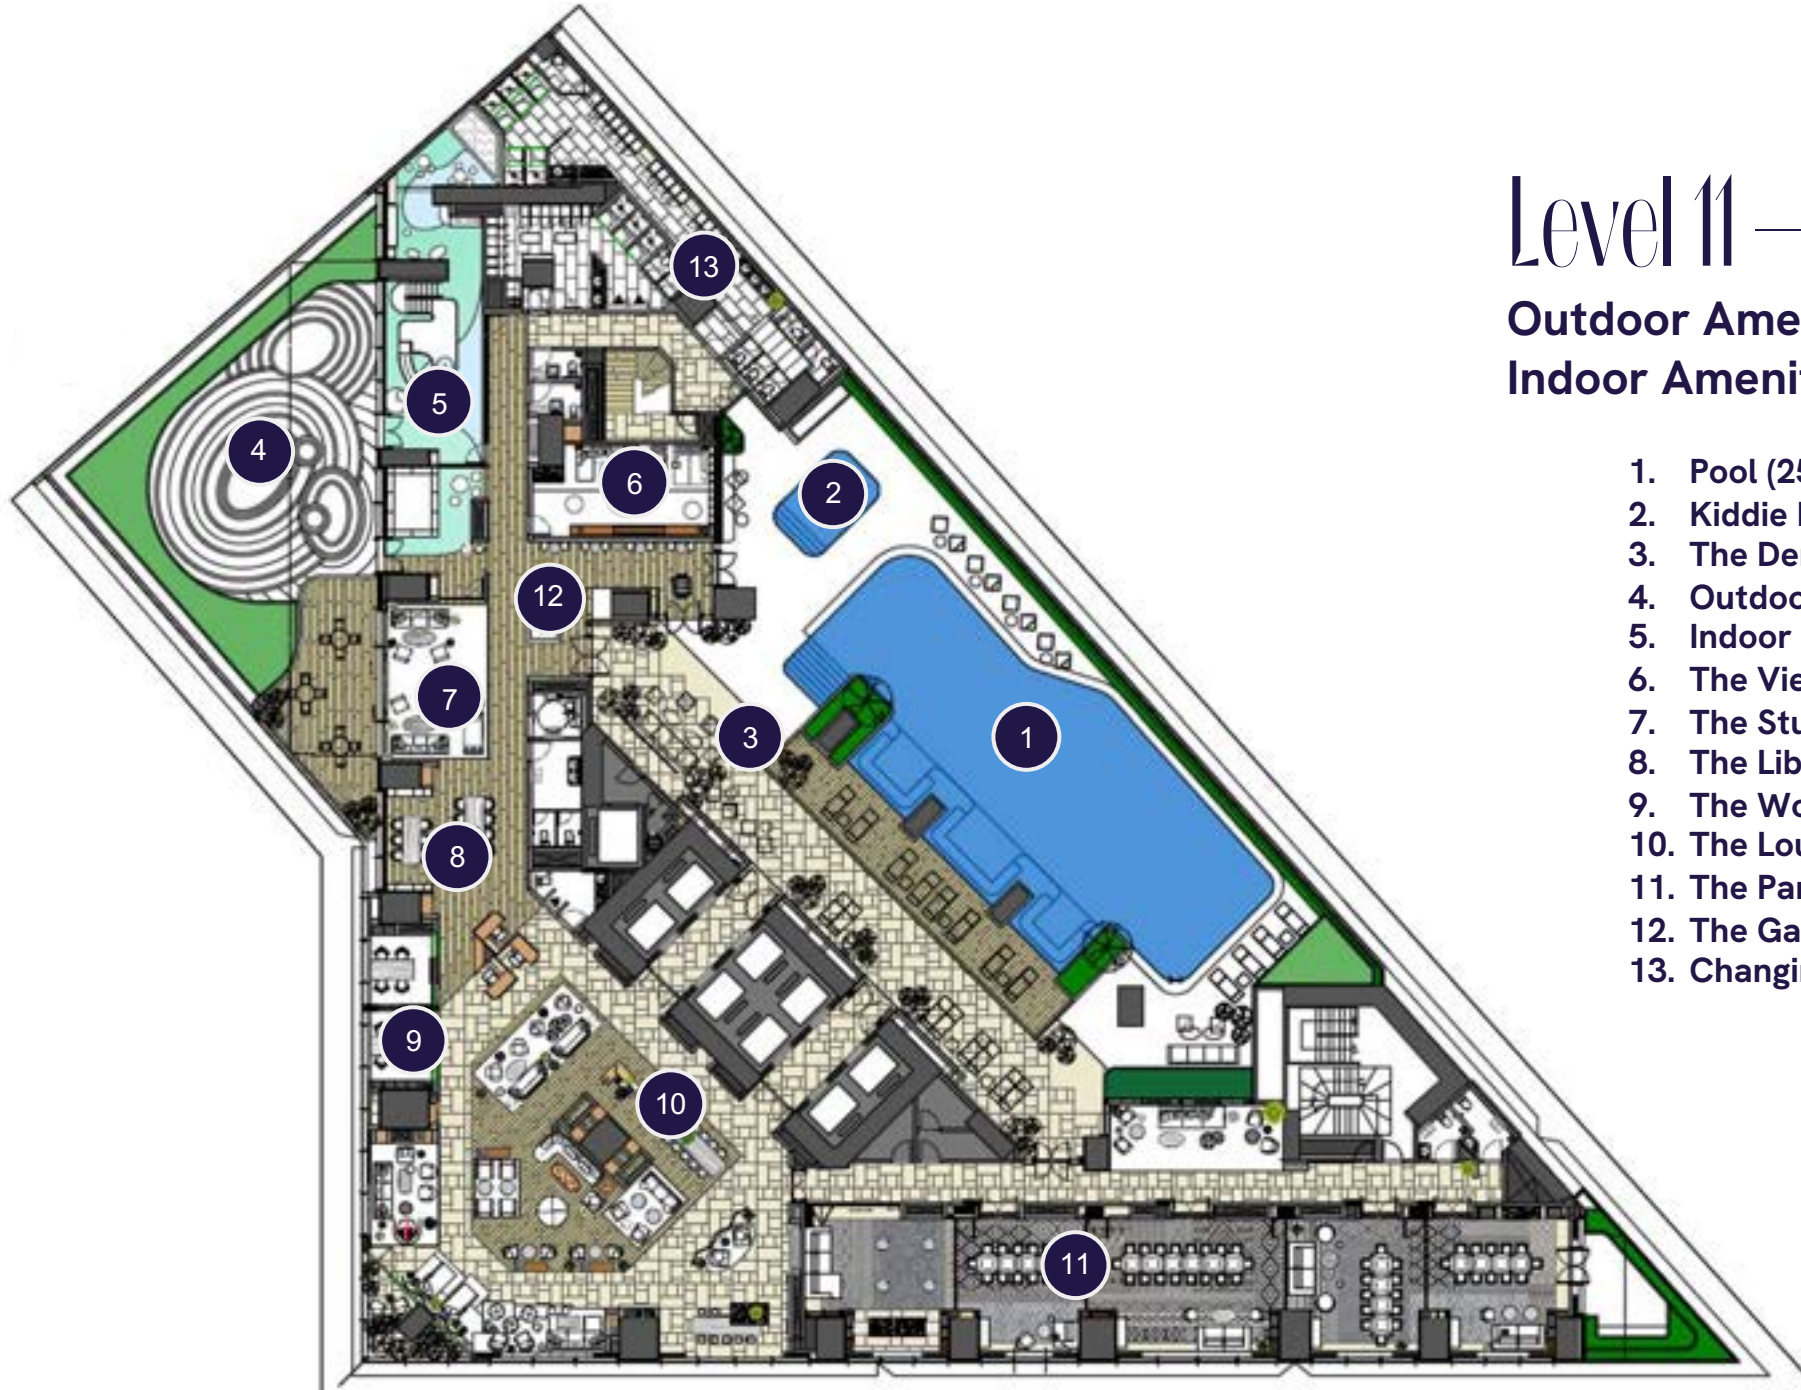 Level 11 —
Outdoor Ame
Indoor Ameni
1. Pool (25
2. Kiddie
3. The De
4. Outdoo
5. Indoor
6. The Vie
7. The Stu
8. The Lib
9. The Wo
10. The Lou
11. The Par
12. The Ga
13. Changi
13
5
4
6
2
12
7
3
1
8
9
10
11